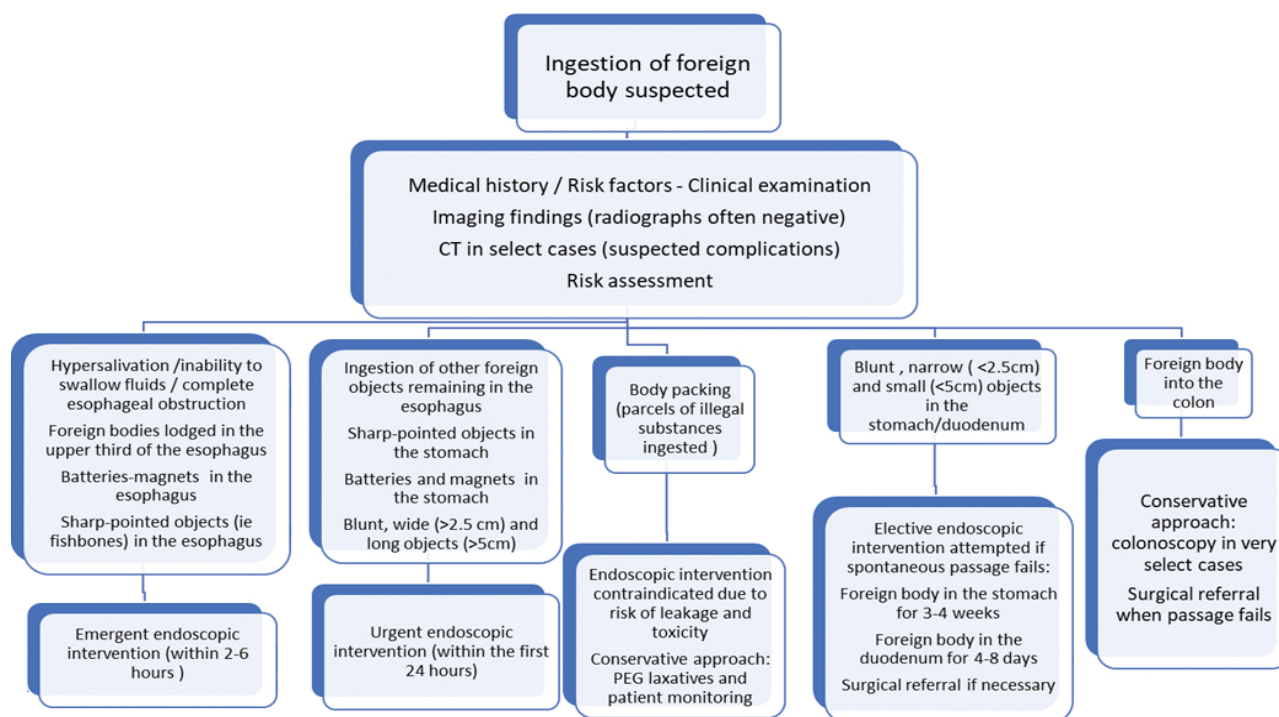 Ingestion of foreign
body suspected
Medical history / Risk factors - Clinical examination
Imaging findings (radiographs often negative)
CT in select cases (suspected complications)
Risk assessment
Hypersalivation /inability to
swallow fluids / complete
esophageal obstruction
Foreign bodies lodged in the
upper third of the esophagus
Batteries-magnets in the
esophagus
Sharp-pointed objects (ie
fishbones) in the esophagus
Emergent endoscopic
intervention (within 2-6
hours )
Ingestion of other foreign
objects remaining in the
esophagus
Sharp-pointed objects in
the stomach
Batteries and magnets in
the stomach
Blunt, wide (>2.5 cm) and
long objects (>5cm)
Urgent endoscopic
intervention (within the first
24 hours)
Body packing
(parcels of illegal
substances
ingested )
Endoscopic intervention
contraindicated due to
risk of leakage and
toxicity
Conservative approach:
PEG laxatives and
patient monitoring
Blunt , narrow ( <2.5cm)
and small (<5cm) objects
in the
stomach/duodenum
Elective endoscopic
intervention attempted if
spontaneous passage fails:
Foreign body in the stomach
for 3-4 weeks
Foreign body in the
duodenum for 4-8 days
Surgical referral if necessary
Foreign body
into the
colon
Conservative
approach:
colonoscopy in very
select cases
Surgical referral
when passage fails